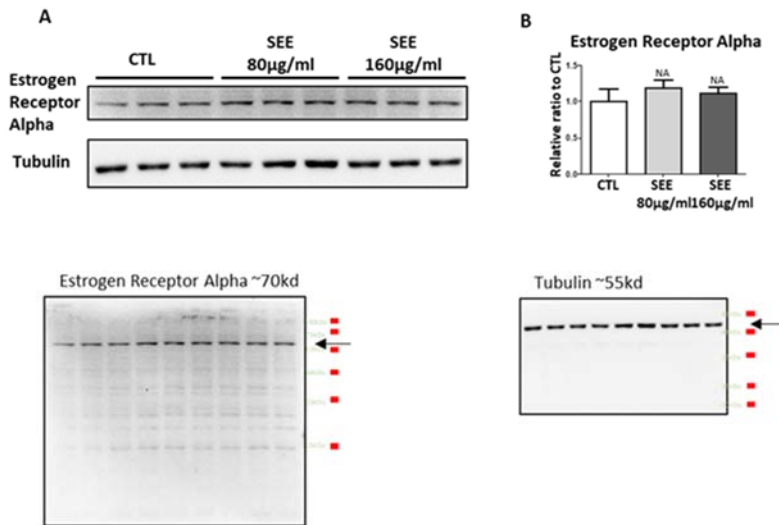 A
CTL
SEE
80µg/ml
SEE
160µg/ml
Estrogen
Receptor
Alpha
Tubulin
B
Estrogen Receptor Alpha
Relative ratio to CTL
1.5
1.0
0.5
0.0
NA
NA
CTL
SEE
80µg/ml
SEE
160µg/ml
Estrogen Receptor Alpha ~70kd
Tubulin ~55kd